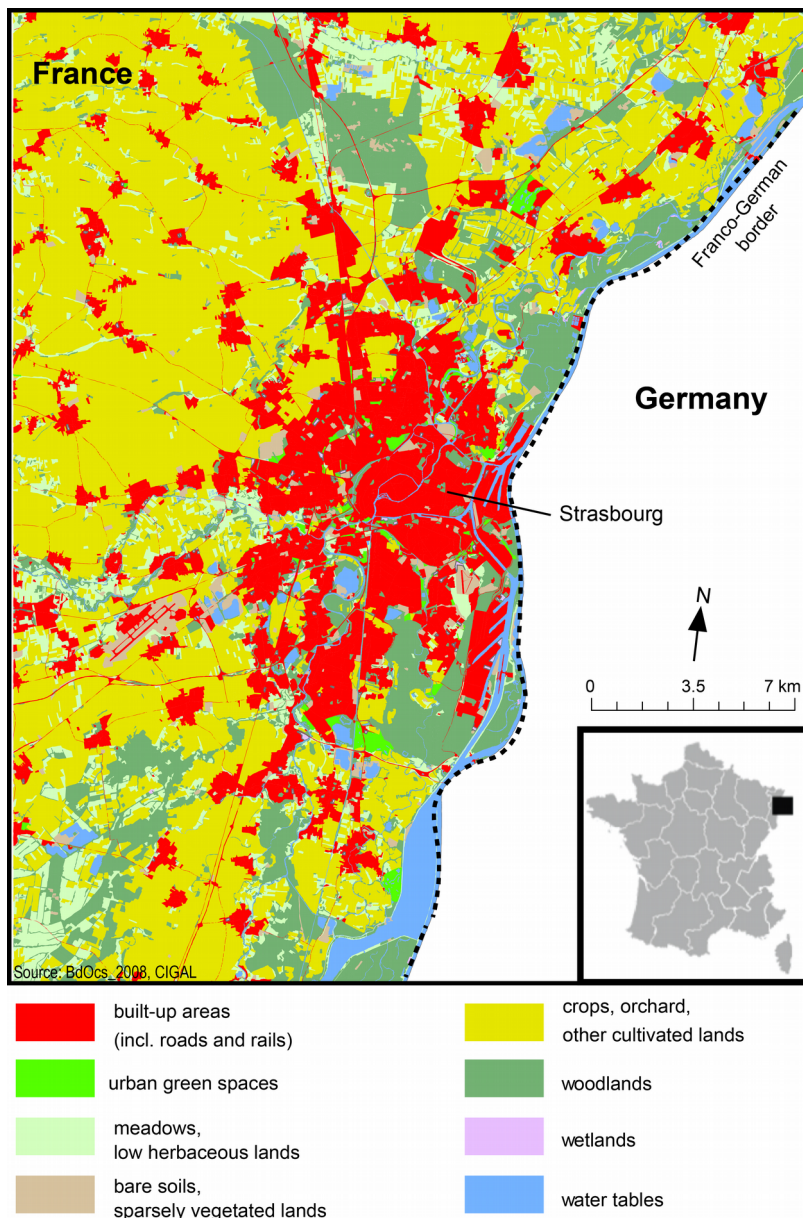 France
Franco-German
border
Germany
Strasbourg
N
0 3.5 7 km
Source: BdOcs_2008, CIGAL
built-up areas
(incl. roads and rails)
urban green spaces
meadows,
low herbaceous lands
bare soils,
sparsely vegetated lands
crops, orchard,
other cultivated lands
woodlands
wetlands
water tables